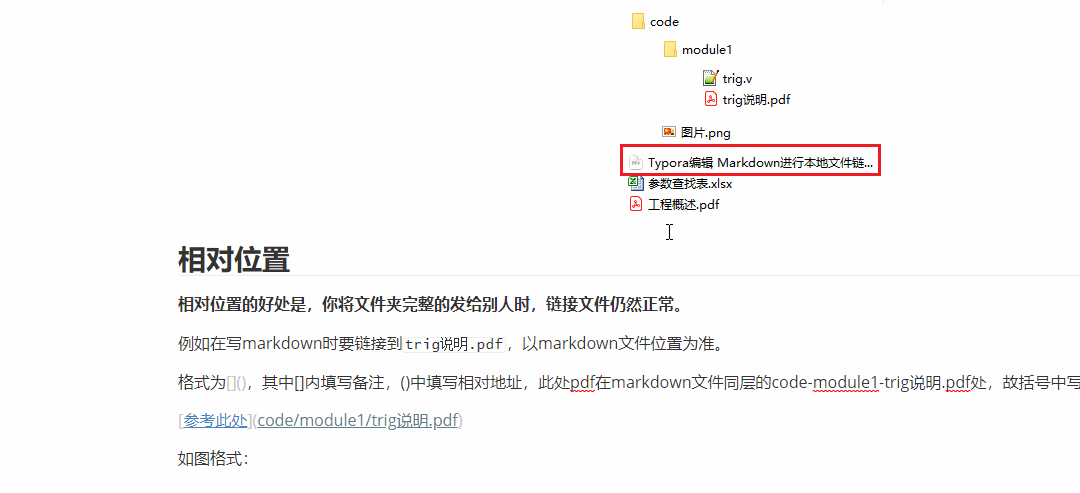 code
module1
trig.v
trig说明.pdf
图片.png
Typora编辑 Markdown进行本地文件链...
参数查找表.xlsx
工程概述.pdf
相对位置
相对位置的好处是，你将文件夹完整的发给别人时，链接文件仍然正常。
例如在写markdown时要链接到trig说明.pdf，以markdown文件位置为准。
格式为[]()，其中[]内填写备注，()中填写相对地址，此处pdf在markdown文件同层的code-module1-trig说明.pdf处，故括号中写
[参考此处](code/module1/trig说明.pdf)
如图格式：